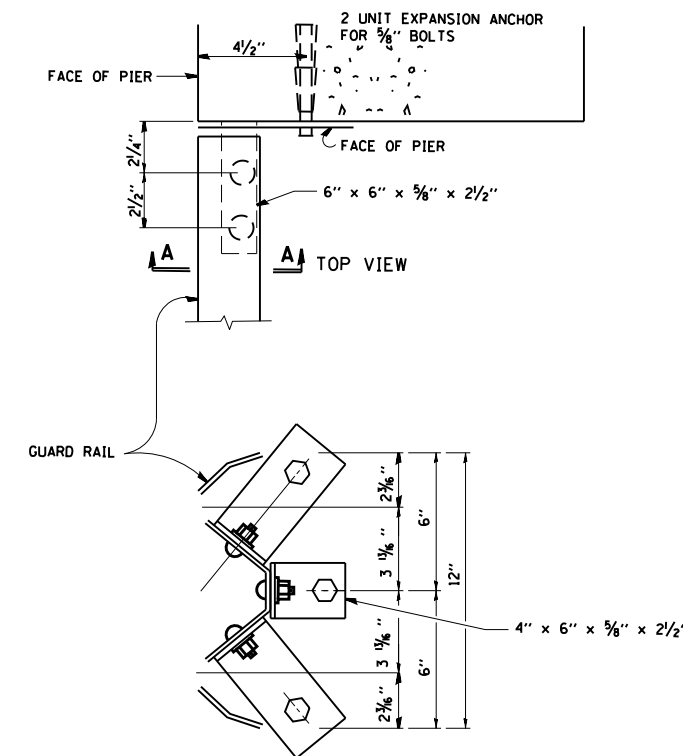 2 UNIT EXPANSION ANCHOR
FOR ⅝" BOLTS
4½"
FACE OF PIER
FACE OF PIER
2¼"
2½"
6" x 6" x ⅝" x 2½"
A
A
TOP VIEW
GUARD RAIL
2 3/16"
3 13/16"
6"
12"
4" x 6" x ⅝" x 2½"
3 13/16"
6"
2 3/16"